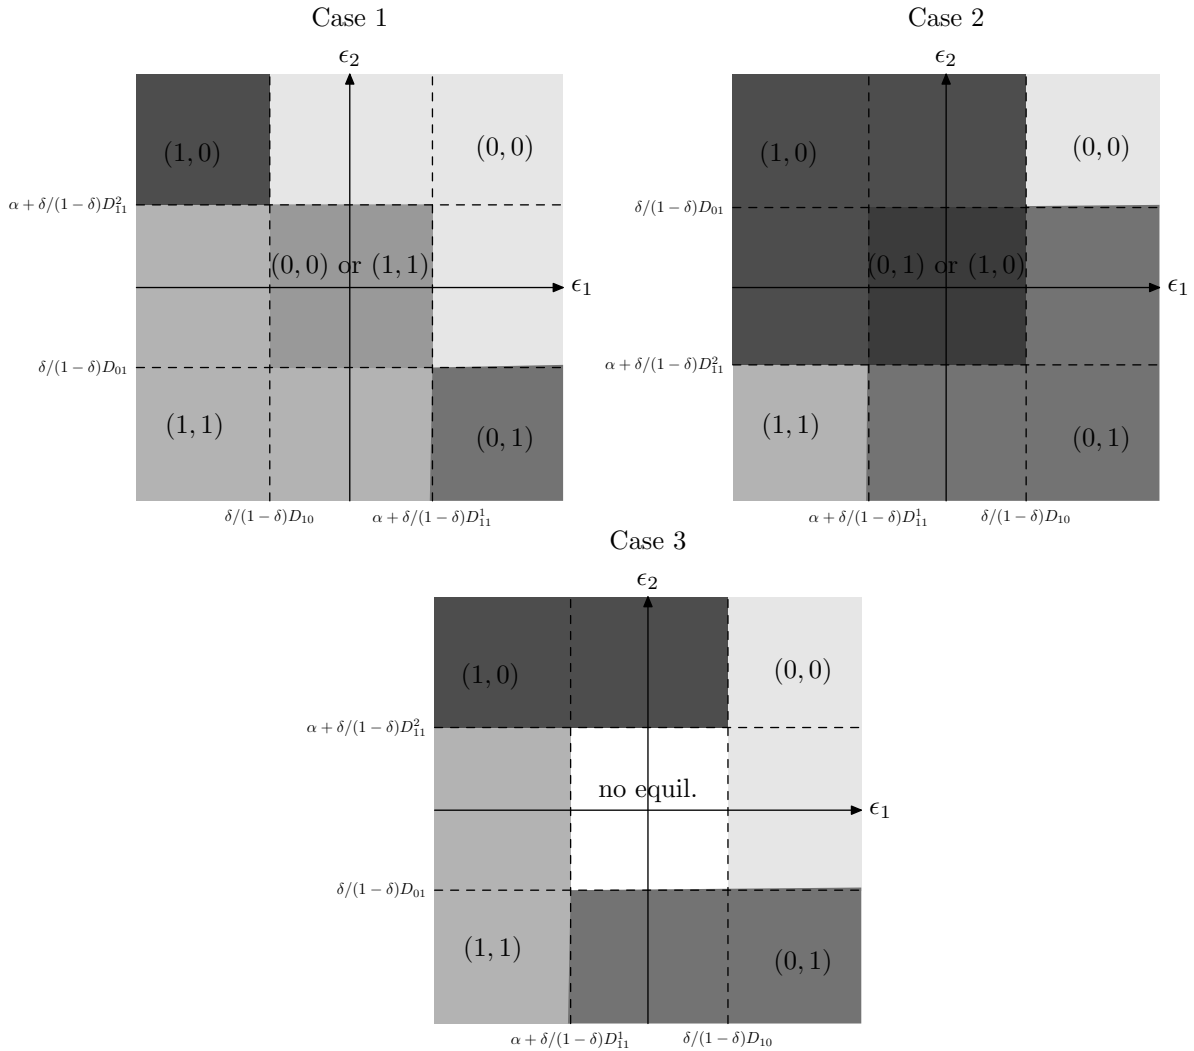 Case 1
ϵ₂
(1, 0)
(0, 0)
α + δ/(1 − δ)D²₁₁
(0, 0) or (1, 1)
ϵ₁
δ/(1 − δ)D₀₁
(1, 1)
(0, 1)
δ/(1 − δ)D₁₀
α + δ/(1 − δ)D¹₁₁
Case 2
ϵ₂
(1, 0)
(0, 0)
δ/(1 − δ)D₀₁
(0, 1) or (1, 0)
ϵ₁
α + δ/(1 − δ)D²₁₁
(1, 1)
(0, 1)
α + δ/(1 − δ)D¹₁₁
δ/(1 − δ)D₁₀
Case 3
ϵ₂
(1, 0)
(0, 0)
α + δ/(1 − δ)D²₁₁
no equil.
ϵ₁
δ/(1 − δ)D₀₁
(1, 1)
(0, 1)
α + δ/(1 − δ)D¹₁₁
δ/(1 − δ)D₁₀